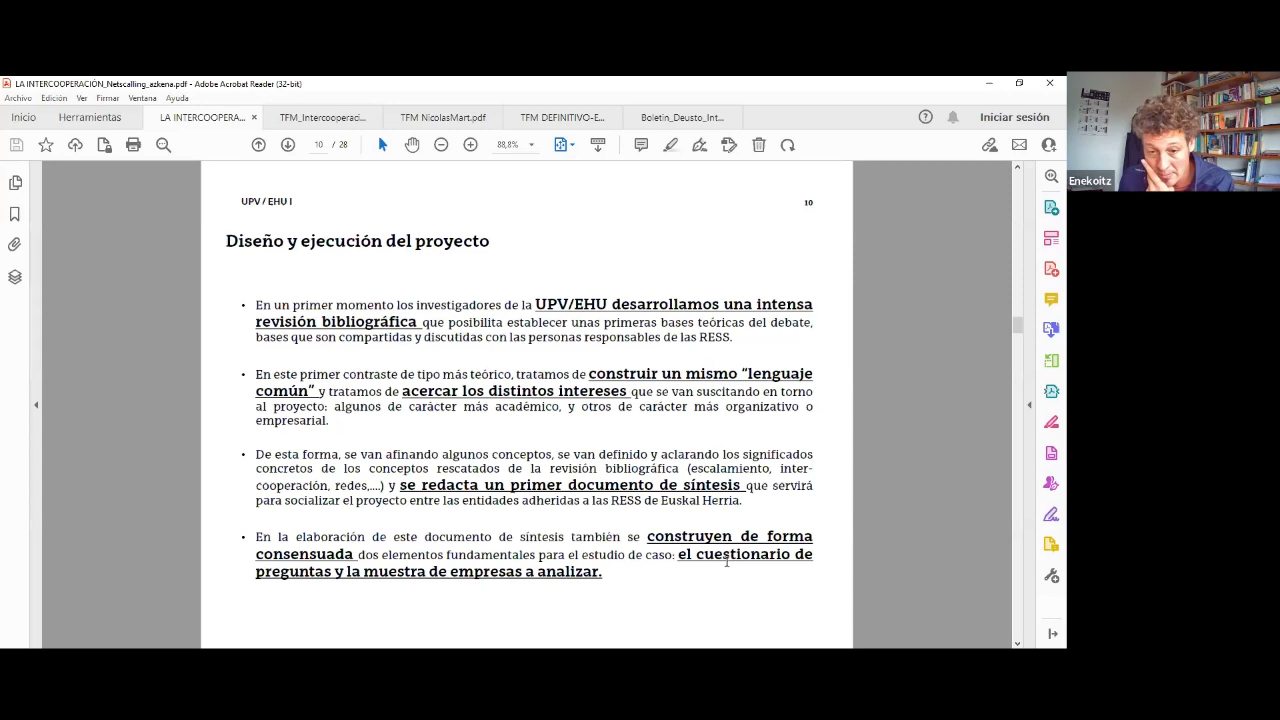 LA INTERCOOPERACIÓN_Netscalling_azkena.pdf - Adobe Acrobat Reader (32-bit)
Archivo Edición Ver Firmar Ventana Ayuda
Inicio Herramientas LA INTERCOOPERA... × TFM_Intercooperaci... TFM NicolasMart.pdf TFM DEFINITIVO-E... Boletin_Deusto_Int... Iniciar sesión
10 / 28 88,8%
Enekoitz
UPV / EHU I 10
Diseño y ejecución del proyecto
• En un primer momento los investigadores de la UPV/EHU desarrollamos una intensa
revisión bibliográfica que posibilita establecer unas primeras bases teóricas del debate,
bases que son compartidas y discutidas con las personas responsables de las RESS.
• En este primer contraste de tipo más teórico, tratamos de construir un mismo “lenguaje
común” y tratamos de acercar los distintos intereses que se van suscitando en torno
al proyecto: algunos de carácter más académico, y otros de carácter más organizativo o
empresarial.
• De esta forma, se van afinando algunos conceptos, se van definido y aclarando los significados
concretos de los conceptos rescatados de la revisión bibliográfica (escalamiento, inter-
cooperación, redes,....) y se redacta un primer documento de síntesis que servirá
para socializar el proyecto entre las entidades adheridas a las RESS de Euskal Herria.
• En la elaboración de este documento de síntesis también se construyen de forma
consensuada dos elementos fundamentales para el estudio de caso: el cuestionario de
preguntas y la muestra de empresas a analizar.